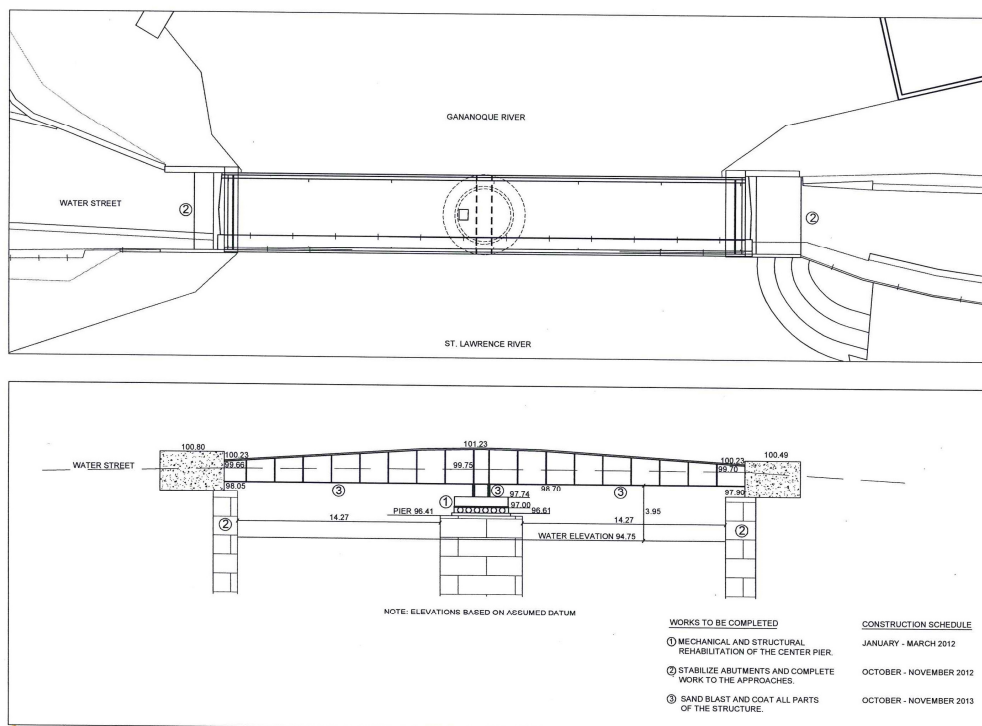 GANANOQUE RIVER
WATER STREET
②
②
ST. LAWRENCE RIVER
101.23
100.80
100.23
100.23
100.49
WATER STREET
99.66
99.75
99.70
98.05
③
③
98.70
③
97.90
97.74
①
97.00
PIER 96.41
96.61
3.95
②
14.27
14.27
②
WATER ELEVATION 94.75
NOTE: ELEVATIONS BASED ON ASSUMED DATUM
WORKS TO BE COMPLETED
CONSTRUCTION SCHEDULE
① MECHANICAL AND STRUCTURAL
REHABILITATION OF THE CENTER PIER.
JANUARY - MARCH 2012
② STABILIZE ABUTMENTS AND COMPLETE
WORK TO THE APPROACHES.
OCTOBER - NOVEMBER 2012
③ SAND BLAST AND COAT ALL PARTS
OF THE STRUCTURE.
OCTOBER - NOVEMBER 2013